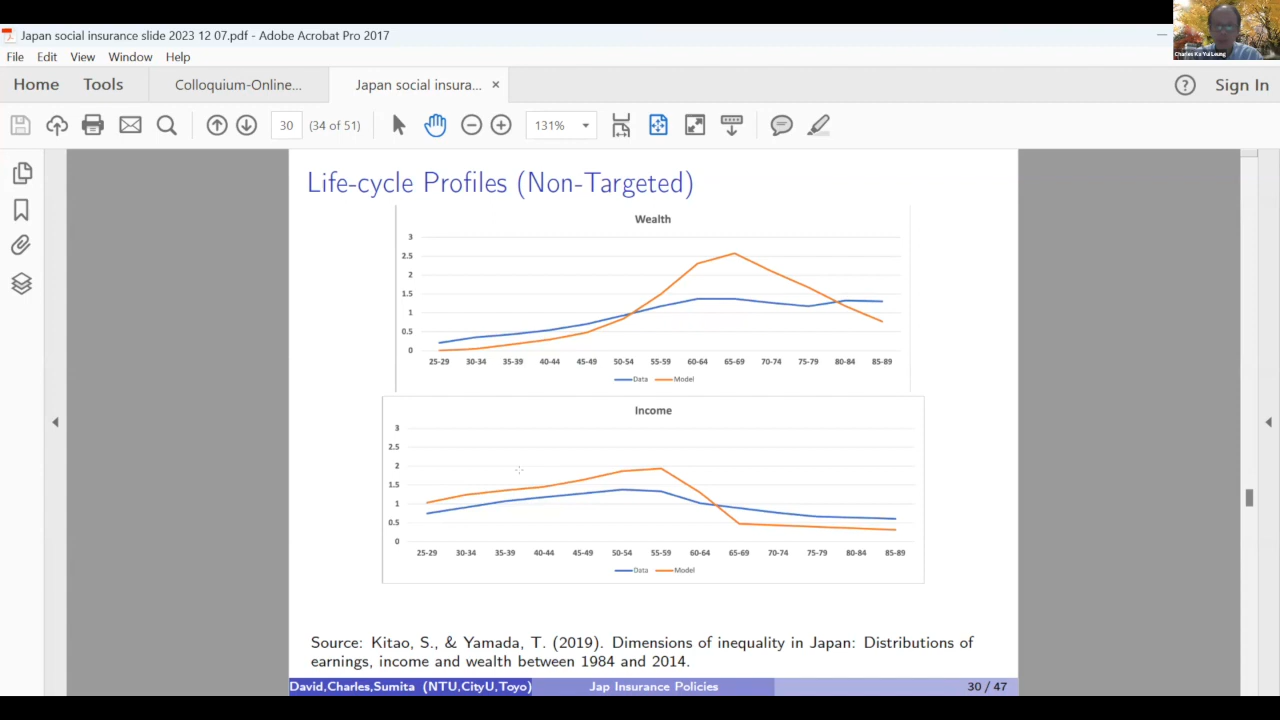 Japan social insurance slide 2023 12 07.pdf - Adobe Acrobat Pro 2017
Charles Ka Yui Leung
File Edit View Window Help
Home Tools Colloquium-Online... Japan social insura... × ? Sign In
30 (34 of 51) 131%
Life-cycle Profiles (Non-Targeted)
Wealth
3
2.5
2
1.5
1
0.5
0
25-29 30-34 35-39 40-44 45-49 50-54 55-59 60-64 65-69 70-74 75-79 80-84 85-89
Data Model
Income
3
2.5
2
1.5
1
0.5
0
25-29 30-34 35-39 40-44 45-49 50-54 55-59 60-64 65-69 70-74 75-79 80-84 85-89
Data Model
Source: Kitao, S., & Yamada, T. (2019). Dimensions of inequality in Japan: Distributions of
earnings, income and wealth between 1984 and 2014.
David,Charles,Sumita (NTU,CityU,Toyo) Jap Insurance Policies 30 / 47